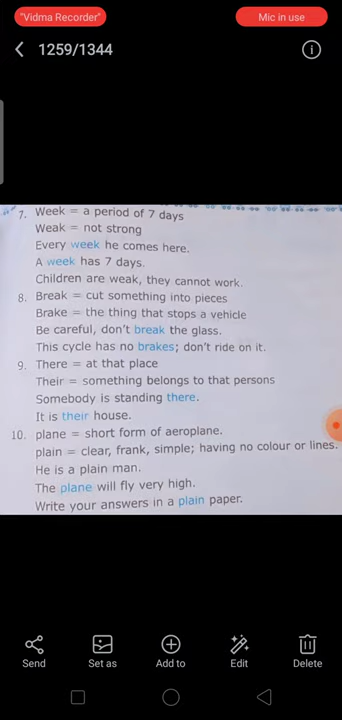 "Vidma Recorder"
Mic in use
1259/1344
7. Week = a period of 7 days
Weak = not strong
Every week he comes here.
A week has 7 days.
Children are weak, they cannot work.
8. Break = cut something into pieces
Brake = the thing that stops a vehicle
Be careful, don't break the glass.
This cycle has no brakes; don't ride on it.
9. There = at that place
Their = something belongs to that persons
Somebody is standing there.
It is their house.
10. plane = short form of aeroplane.
plain = clear, frank, simple; having no colour or lines.
He is a plain man.
The plane will fly very high.
Write your answers in a plain paper.
Send
Set as
Add to
Edit
Delete